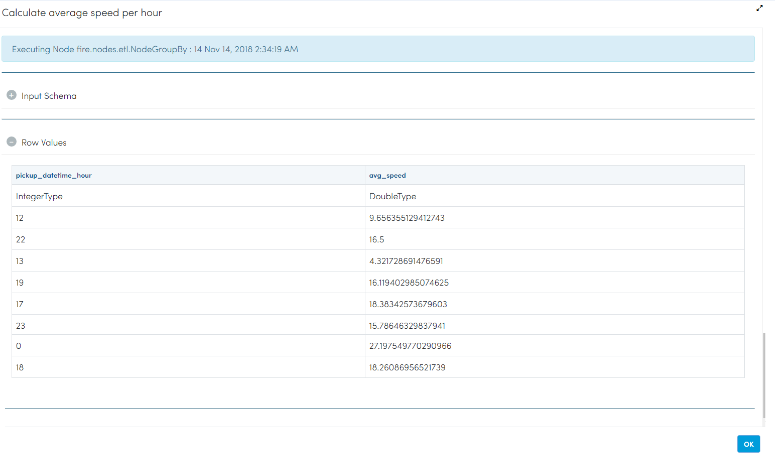 Calculate average speed per hour
Executing Node fire.nodes.etl.NodeGroupBy : 14 Nov 14, 2018 2:34:19 AM
Input Schema
Row Values
pickup_datetime_hour avg_speed
IntegerType DoubleType
12 9.656355129412743
22 16.5
13 4.321728691476591
19 16.119402985074625
17 18.38342573679603
23 15.78646329837941
0 27.197549770290966
18 18.26086956521739
OK